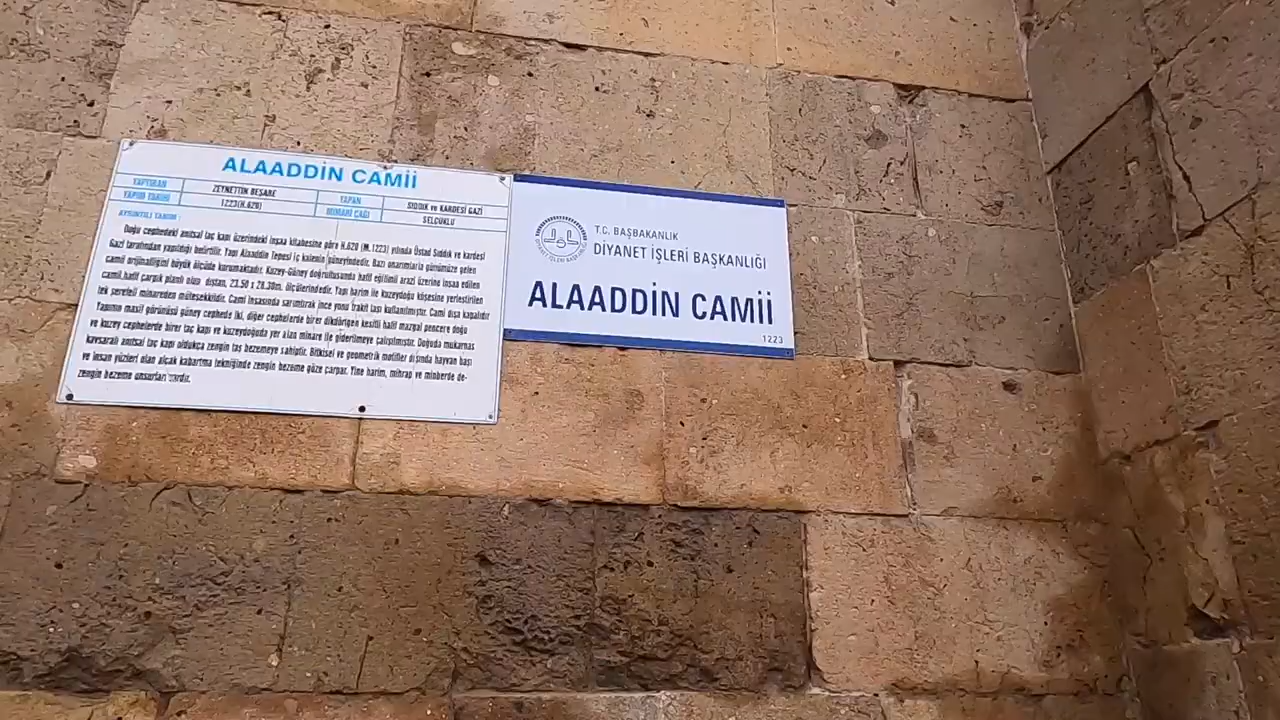 ALAADDİN CAMİİ
YAPTIRAN ZEYNETTİN BEŞARE YAPAN SIDDIK ve KARDEŞİ GAZİ
YAPIM TARİHİ 1223(H.620) MİMARİ ÇAĞI SELÇUKLU
AYRINTILI TANIM :
Doğu cephedeki anıtsal taç kapı üzerindeki inşaa kitabesine göre H.620 (M.1223) yılında Üstad Sıddık ve kardeşi
Gazi tarafından yapıldığı belirtilir. Yapı Alaaddin Tepesi iç kalenin güneyindedir. Bazı onarımlarla günümüze gelen
camii orijinalliğini büyük ölçüde korumaktadır. Kuzey-Güney doğrultusunda hafif eğilimli arazi üzerine inşaa edilen
camii hafif çarpık planlı olup dıştan, 23.50 x 28.30m. ölçülerindedir. Yapı harim ile kuzeydoğu köşesine yerleştirilen
tek şerefeli minareden müteşekkildir. Cami inşasında sarımtırak ince yonu trakit taşı kullanılmıştır. Cami dışa kapalıdır
Yapının masif görünüşü güney cephede iki, diğer cephelerde birer dikdörtgen kesitli hafif mazgal pencere doğu
ve kuzey cephelerde birer taç kapı ve kuzeydoğuda yer alan minare ile giderilmeye çalışılmıştır. Doğuda mukarnas
kavsaralı anıtsal taç kapı oldukça zengin taş bezemeye sahiptir. Bitkisel ve geometrik motifler dışında hayvan başı
ve insan yüzleri olan alçak kabartma tekniğinde zengin bezeme göze çarpar. Yine harim, mihrap ve minberde de-
zengin bezeme unsurları vardır.
T.C. BAŞBAKANLIK
DİYANET İŞLERİ BAŞKANLIĞI
ALAADDİN CAMİİ
1223